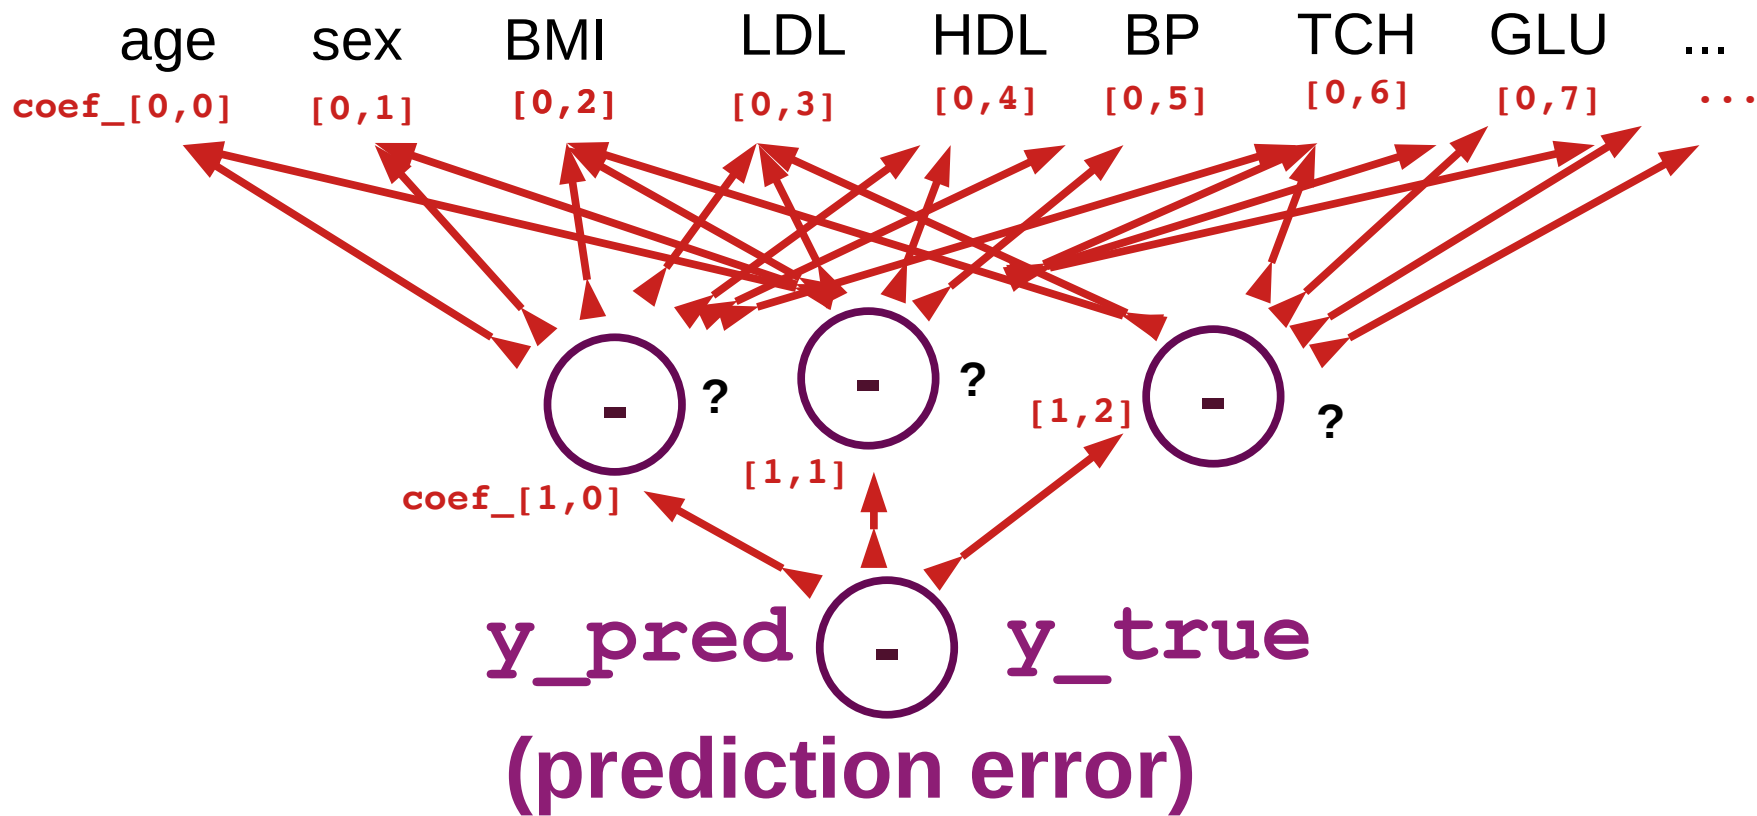 age sex BMI LDL HDL BP TCH GLU ...
coef_[0,0] [0,1] [0,2] [0,3] [0,4] [0,5] [0,6] [0,7] ...
- ? - ? - ?
[1,2]
coef_[1,0] [1,1]
y_pred - y_true
(prediction error)